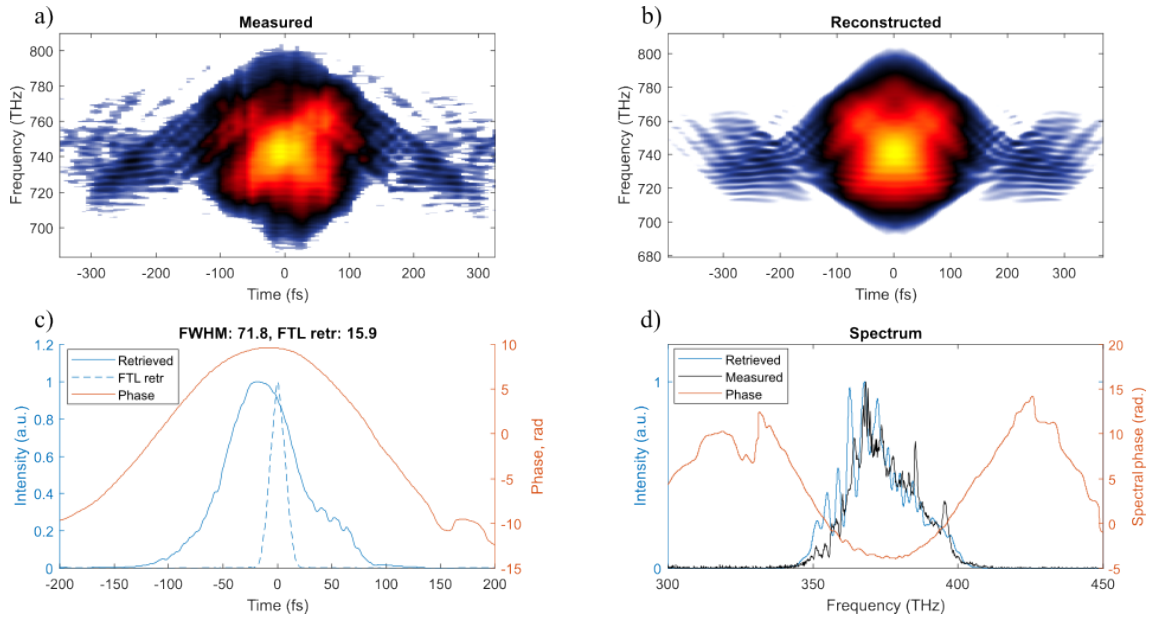 a)
Measured
800
780
760
740
720
700
Frequency (THz)
-300 -200 -100 0 100 200 300
Time (fs)
b)
Reconstructed
800
780
760
740
720
700
680
Frequency (THz)
-300 -200 -100 0 100 200 300
Time (fs)
c)
FWHM: 71.8, FTL retr: 15.9
Retrieved
FTL retr
Phase
1.2
1
0.8
0.6
0.4
0.2
0
Intensity (a.u.)
10
5
0
-5
-10
-15
Phase, rad
-200 -150 -100 -50 0 50 100 150 200
Time (fs)
d)
Spectrum
Retrieved
Measured
Phase
1
0
Intensity (a.u.)
20
15
10
5
0
-5
Spectral phase (rad.)
300 350 400 450
Frequency (THz)